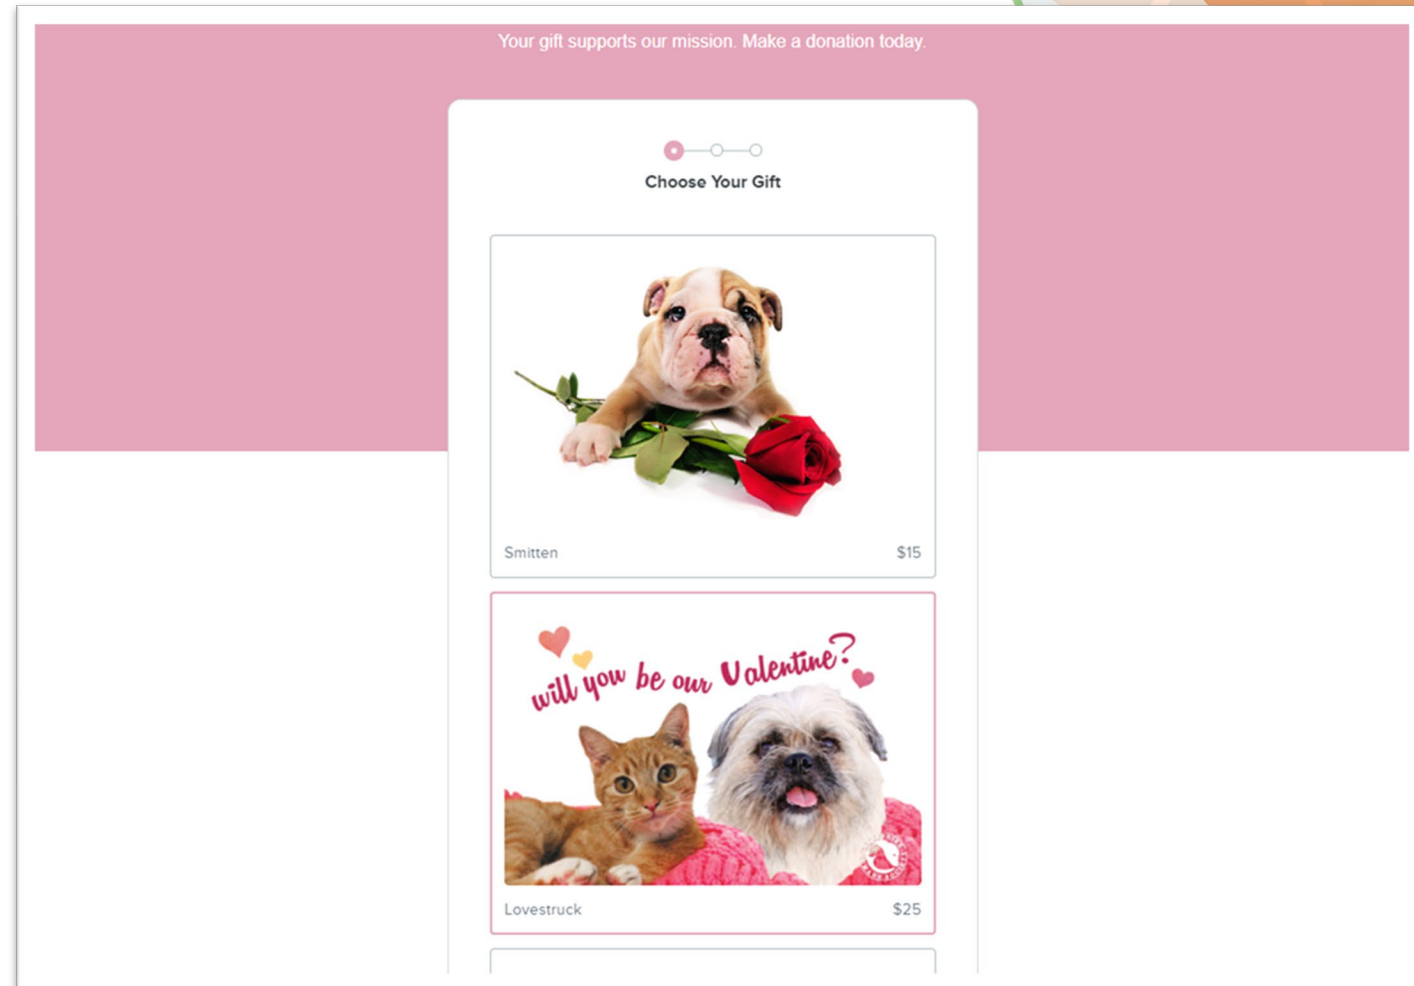 Your gift supports our mission. Make a donation today.
Choose Your Gift
Smitten $15
will you be our Valentine?
Lovestruck $25